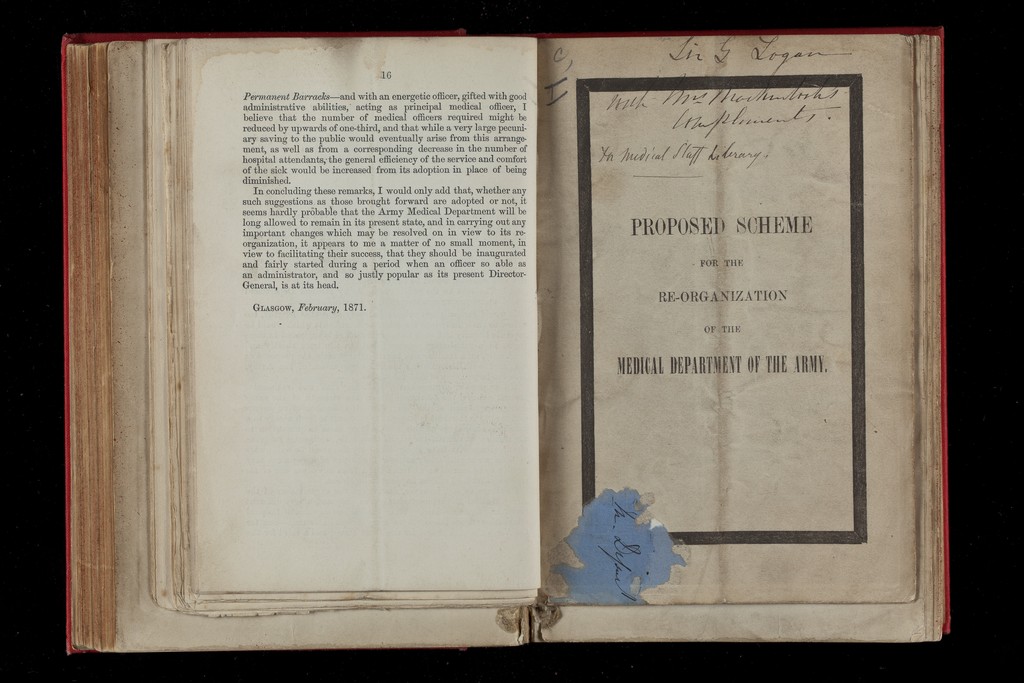 16
Permanent Barracks—and with an energetic officer, gifted with good
administrative abilities, acting as principal medical officer, I
believe that the number of medical officers required might be
reduced by upwards of one-third, and that while a very large pecuni-
ary saving to the public would eventually arise from this arrange-
ment, as well as from a corresponding decrease in the number of
hospital attendants, the general efficiency of the service and comfort
of the sick would be increased from its adoption in place of being
diminished.
In concluding these remarks, I would only add that, whether any
such suggestions as those brought forward are adopted or not, it
seems hardly probable that the Army Medical Department will be
long allowed to remain in its present state, and in carrying out any
important changes which may be resolved on in view to its re-
organization, it appears to me a matter of no small moment, in
view to facilitating their success, that they should be inaugurated
and fairly started during a period when an officer so able as
an administrator, and so justly popular as its present Director-
General, is at its head.
GLASGOW, February, 1871.
Sir G Logan
with Mrs Mackintosh's
Compliments.
For Medical Staff Library.
PROPOSED SCHEME
FOR THE
RE-ORGANIZATION
OF THE
MEDICAL DEPARTMENT OF THE ARMY.